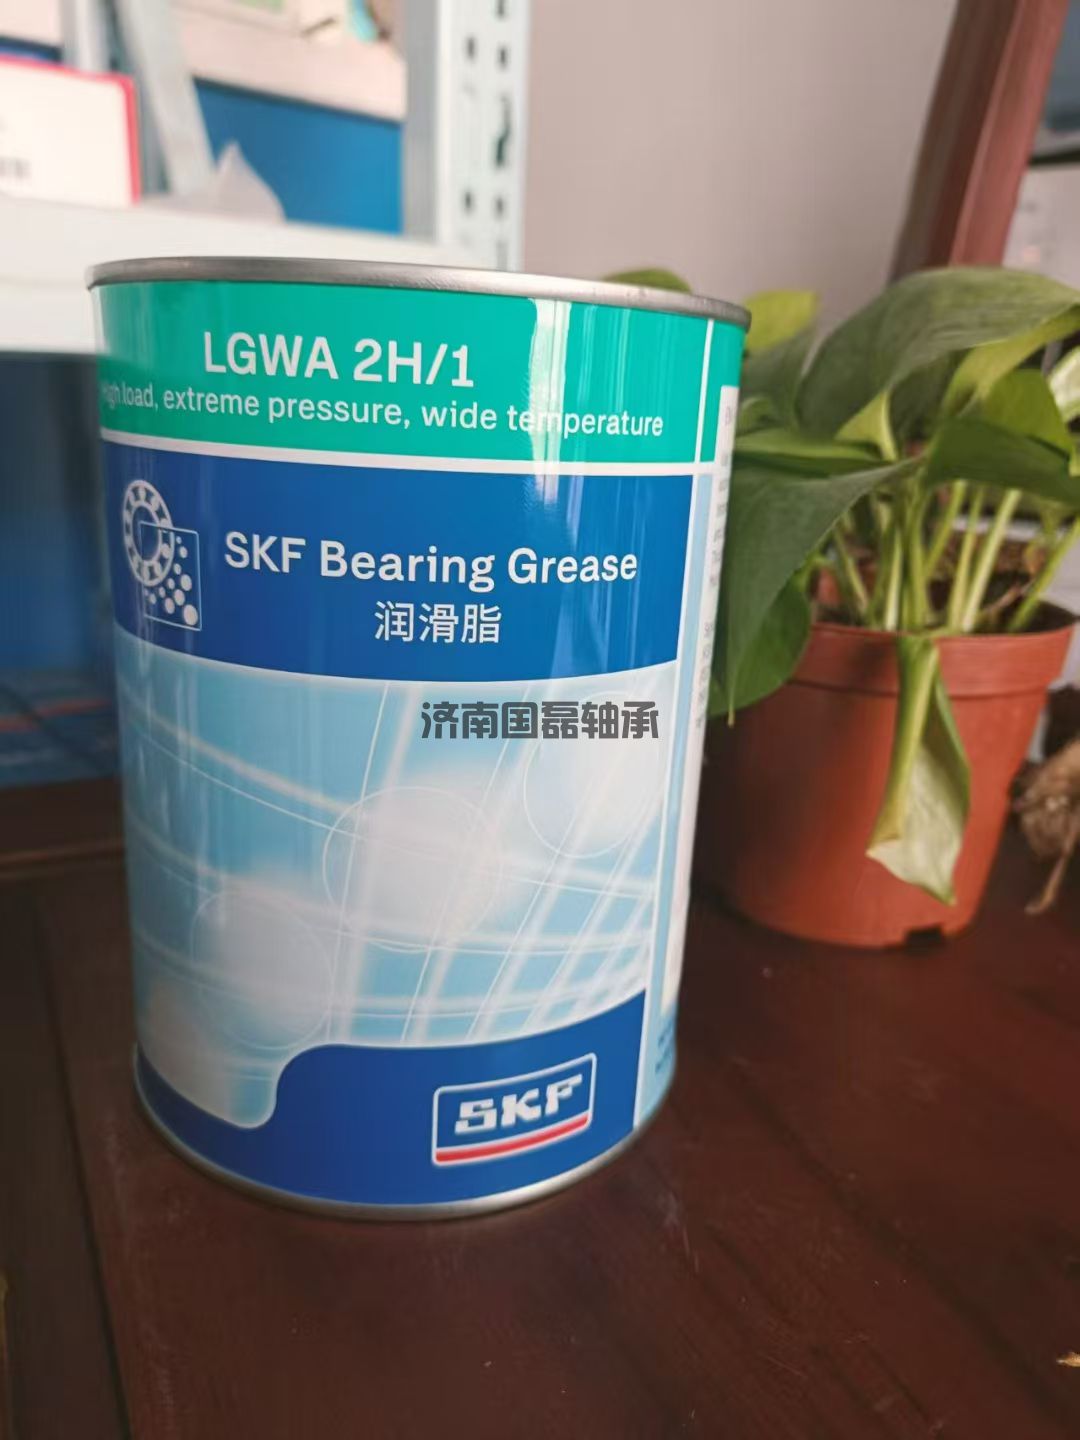 LGWA 2H/1
High load, extreme pressure, wide temperature
SKF Bearing Grease
润滑脂
济南国磊轴承
SKF